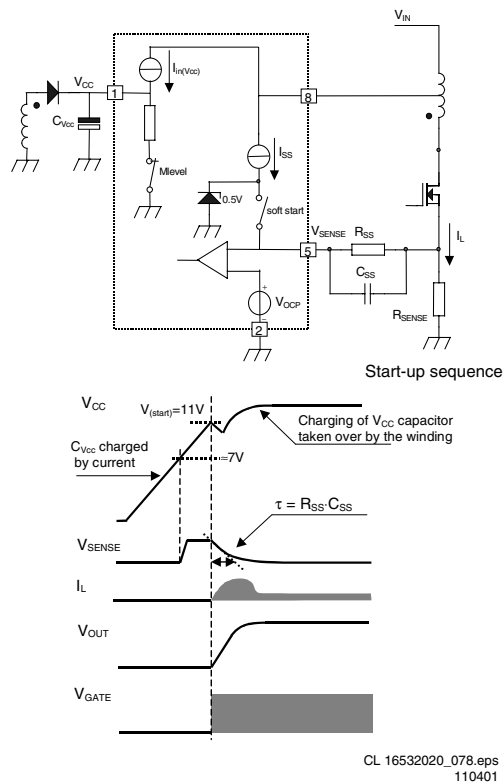 V_IN
V_CC
1
I_in(Vcc)
8
C_Vcc
Mlevel
I_SS
0.5V
soft start
V_SENSE
R_SS
I_L
5
C_SS
V_OCP
R_SENSE
2
Start-up sequence
V_CC
V_(start)=11V
Charging of V_CC capacitor
taken over by the winding
C_Vcc charged
by current
=7V
τ = R_SS·C_SS
V_SENSE
I_L
V_OUT
V_GATE
CL 16532020_078.eps
110401